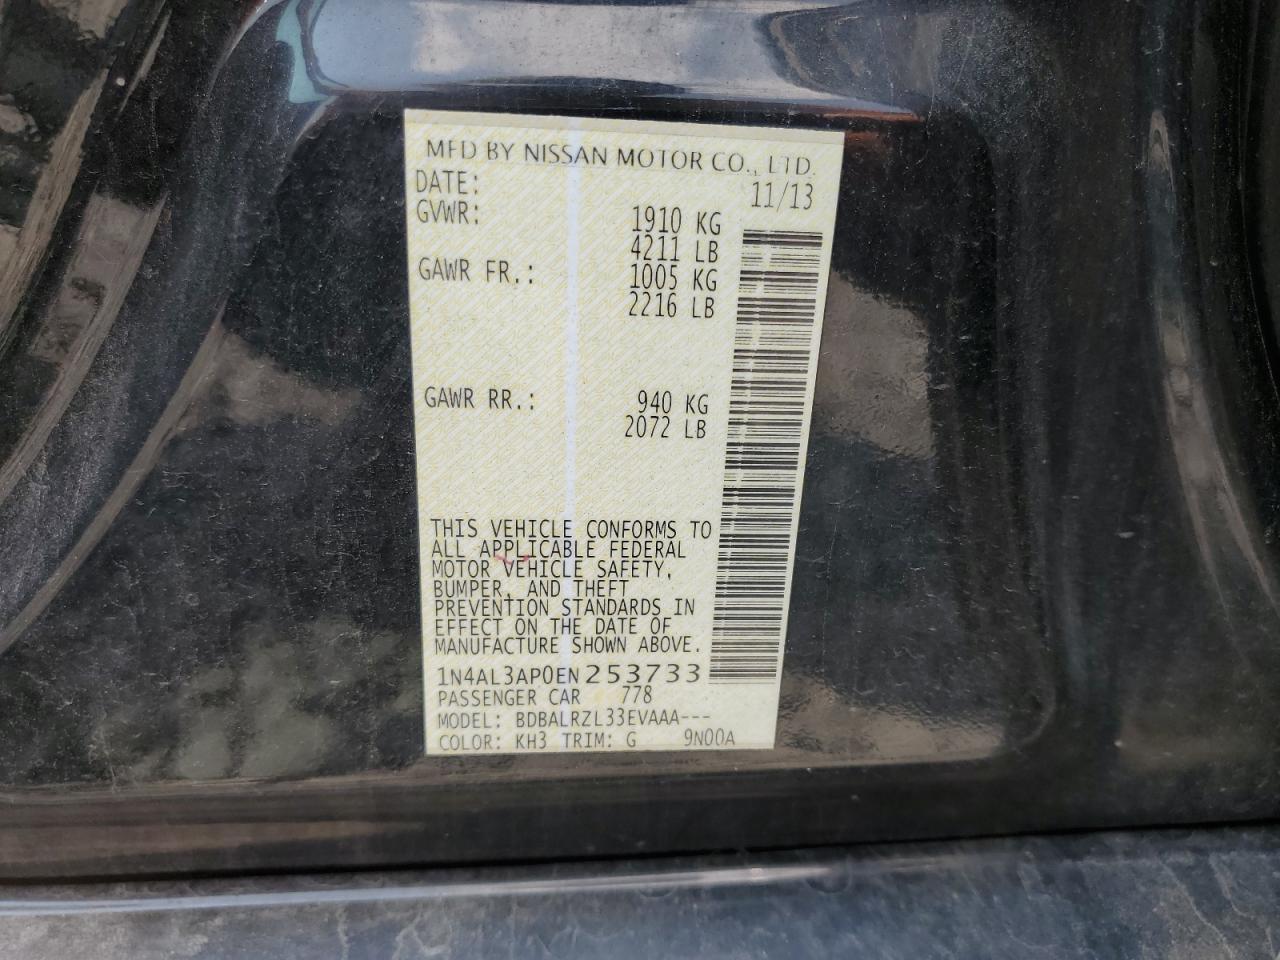 MFD BY NISSAN MOTOR CO., LTD.
DATE: 11/13
GVWR: 1910 KG
4211 LB
GAWR FR.: 1005 KG
2216 LB
GAWR RR.: 940 KG
2072 LB
THIS VEHICLE CONFORMS TO
ALL APPLICABLE FEDERAL
MOTOR VEHICLE SAFETY,
BUMPER, AND THEFT
PREVENTION STANDARDS IN
EFFECT ON THE DATE OF
MANUFACTURE SHOWN ABOVE.
1N4AL3AP0EN253733
PASSENGER CAR 778
MODEL: BDBALRZL33EVAAA---
COLOR: KH3 TRIM: G 9N00A